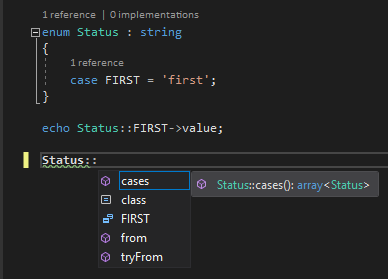 1 reference | 0 implementations
enum Status : string
{
1 reference
case FIRST = 'first';
}
echo Status::FIRST->value;
Status::
cases
Status::cases(): array<Status>
class
FIRST
from
tryFrom